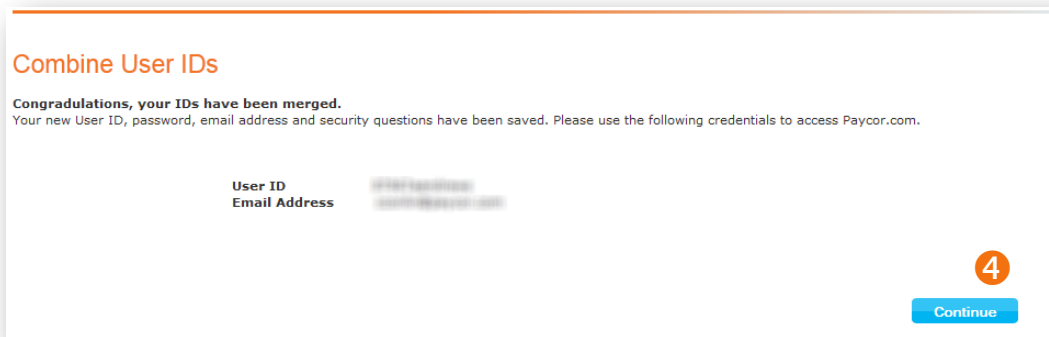 Combine User IDs
Congradulations, your IDs have been merged.
Your new User ID, password, email address and security questions have been saved. Please use the following credentials to access Paycor.com.
User ID
Email Address
4
Continue